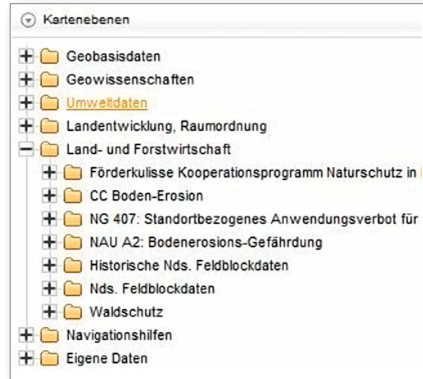 Kartenebenen
Geobasisdaten
Geowissenschaften
Umweltdaten
Landentwicklung, Raumordnung
Land- und Forstwirtschaft
Förderkulisse Kooperationsprogramm Naturschutz in
CC Boden-Erosion
NG 407: Standortbezogenes Anwendungsverbot für
NAU A2: Bodenerosions-Gefährdung
Historische Nds. Feldblockdaten
Nds. Feldblockdaten
Waldschutz
Navigationshilfen
Eigene Daten